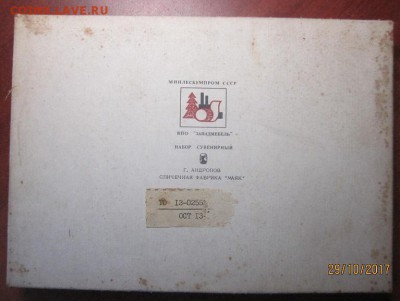 COINS.LAVE.RU
МИНЛЕСБУМПРОМ СССР
ВПО "ЗАПАДМЕБЕЛЬ"
НАБОР СУВЕНИРНЫЙ
Г. АНДРОПОВ
СПИЧЕЧНАЯ ФАБРИКА "МАЯК"
13-0255
ОСТ 13-
29/10/2017